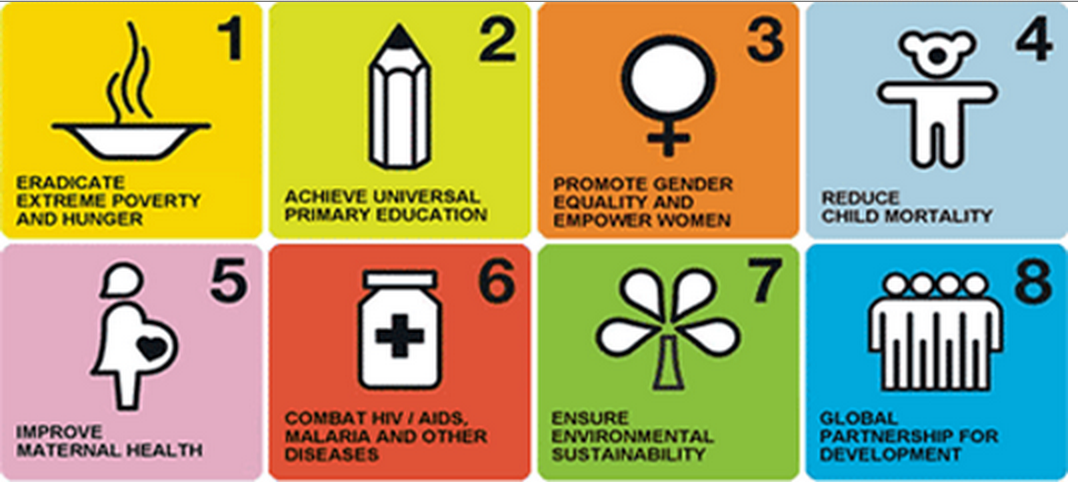 1
ERADICATE
EXTREME POVERTY
AND HUNGER
2
ACHIEVE UNIVERSAL
PRIMARY EDUCATION
3
PROMOTE GENDER
EQUALITY AND
EMPOWER WOMEN
4
REDUCE
CHILD MORTALITY
5
IMPROVE
MATERNAL HEALTH
6
COMBAT HIV / AIDS,
MALARIA AND OTHER
DISEASES
7
ENSURE
ENVIRONMENTAL
SUSTAINABILITY
8
GLOBAL
PARTNERSHIP FOR
DEVELOPMENT